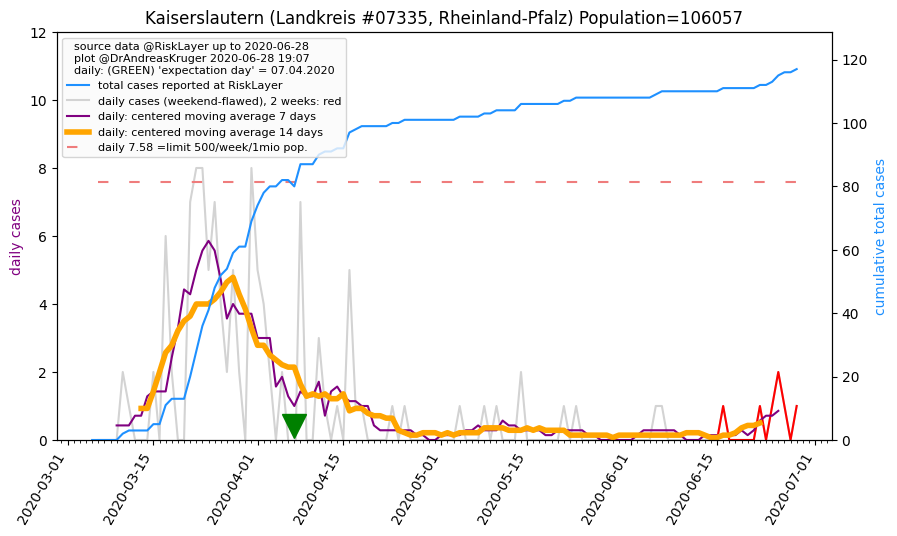 Kaiserslautern (Landkreis #07335, Rheinland-Pfalz) Population=106057
source data @RiskLayer up to 2020-06-28
plot @DrAndreasKruger 2020-06-28 19:07
daily: (GREEN) 'expectation day' = 07.04.2020
total cases reported at RiskLayer
daily cases (weekend-flawed), 2 weeks: red
daily: centered moving average 7 days
daily: centered moving average 14 days
daily 7.58 =limit 500/week/1mio pop.
daily cases
12
10
8
6
4
2
0
cumulative total cases
120
100
80
60
40
20
0
2020-03-01
2020-03-15
2020-04-01
2020-04-15
2020-05-01
2020-05-15
2020-06-01
2020-06-15
2020-07-01